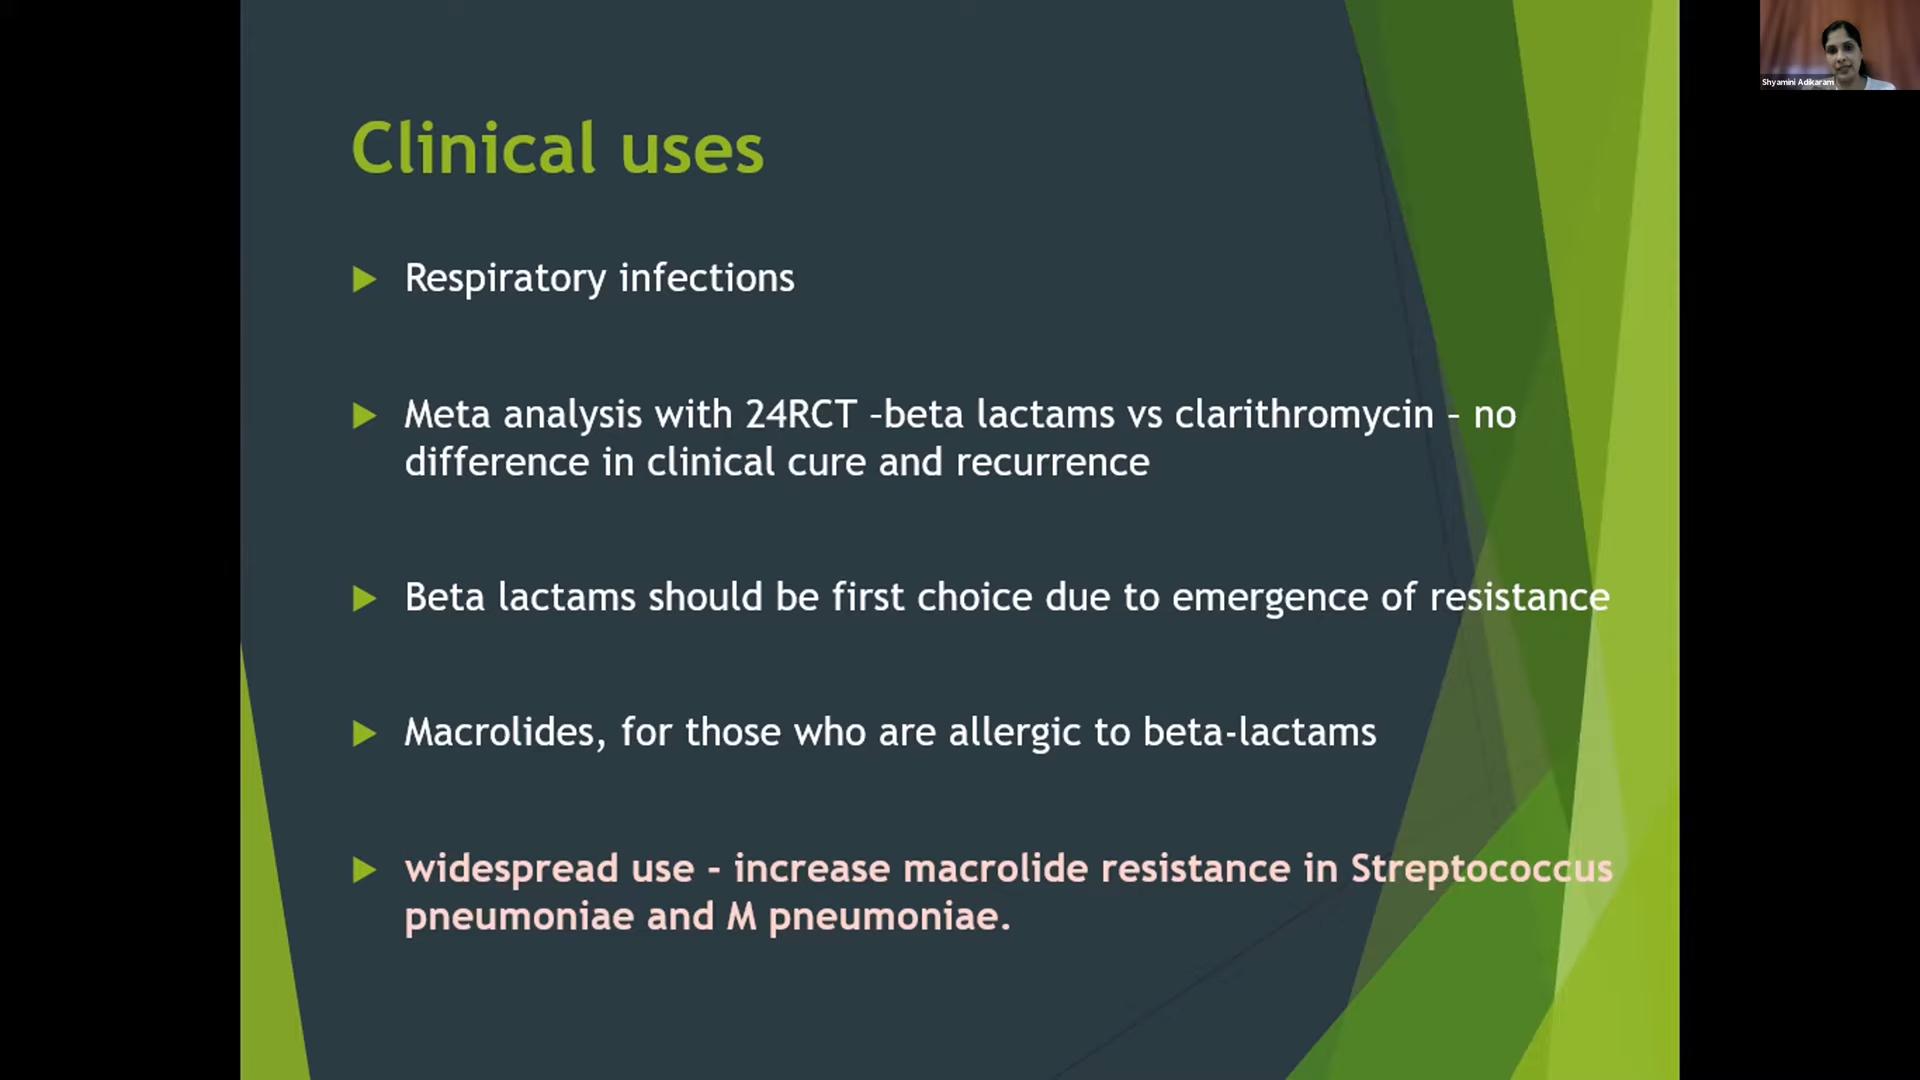 Clinical uses
Respiratory infections
Meta analysis with 24RCT –beta lactams vs clarithromycin – no
difference in clinical cure and recurrence
Beta lactams should be first choice due to emergence of resistance
Macrolides, for those who are allergic to beta-lactams
widespread use - increase macrolide resistance in Streptococcus
pneumoniae and M pneumoniae.
Shyamini Adikaram